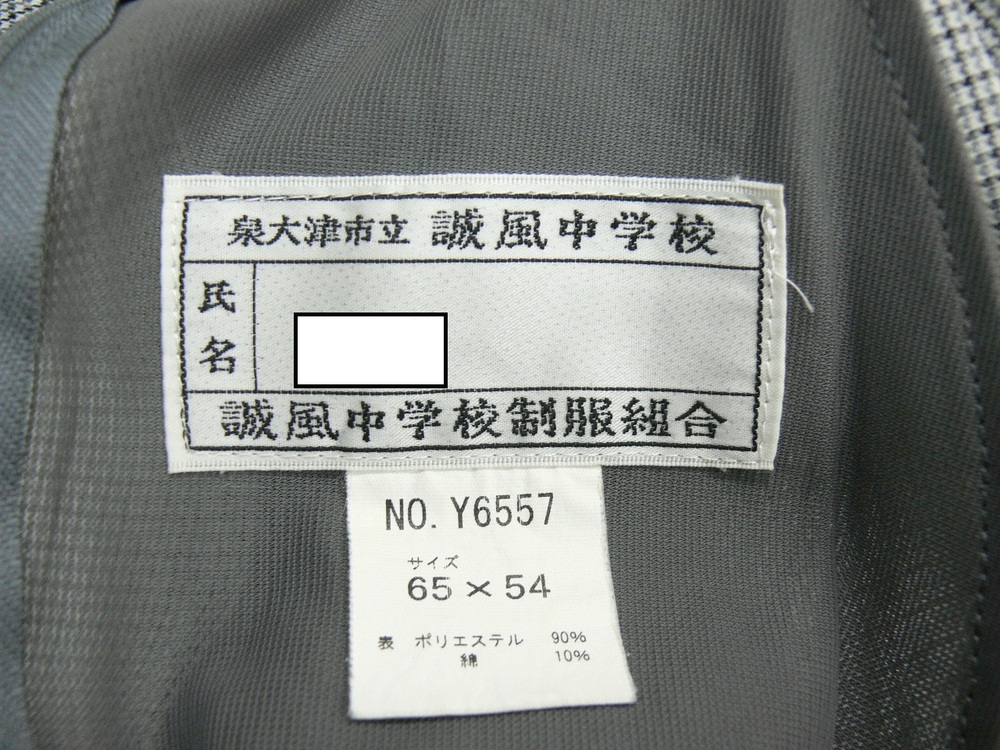 泉大津市立 誠風中学校
氏名
誠風中学校制服組合
NO. Y6557
サイズ
65 × 54
表 ポリエステル 90%
綿 10%